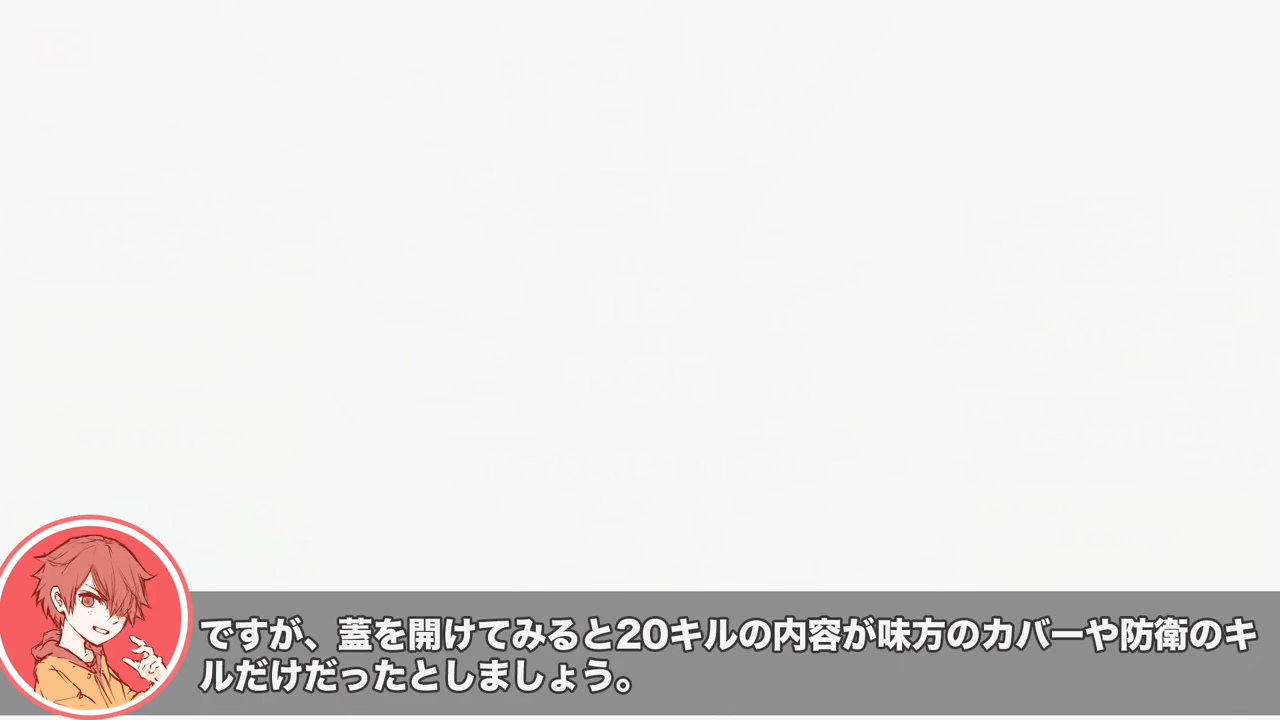 ですが、蓋を開けてみると20キルの内容が味方のカバーや防衛のキ
ルだけだったとしましょう。